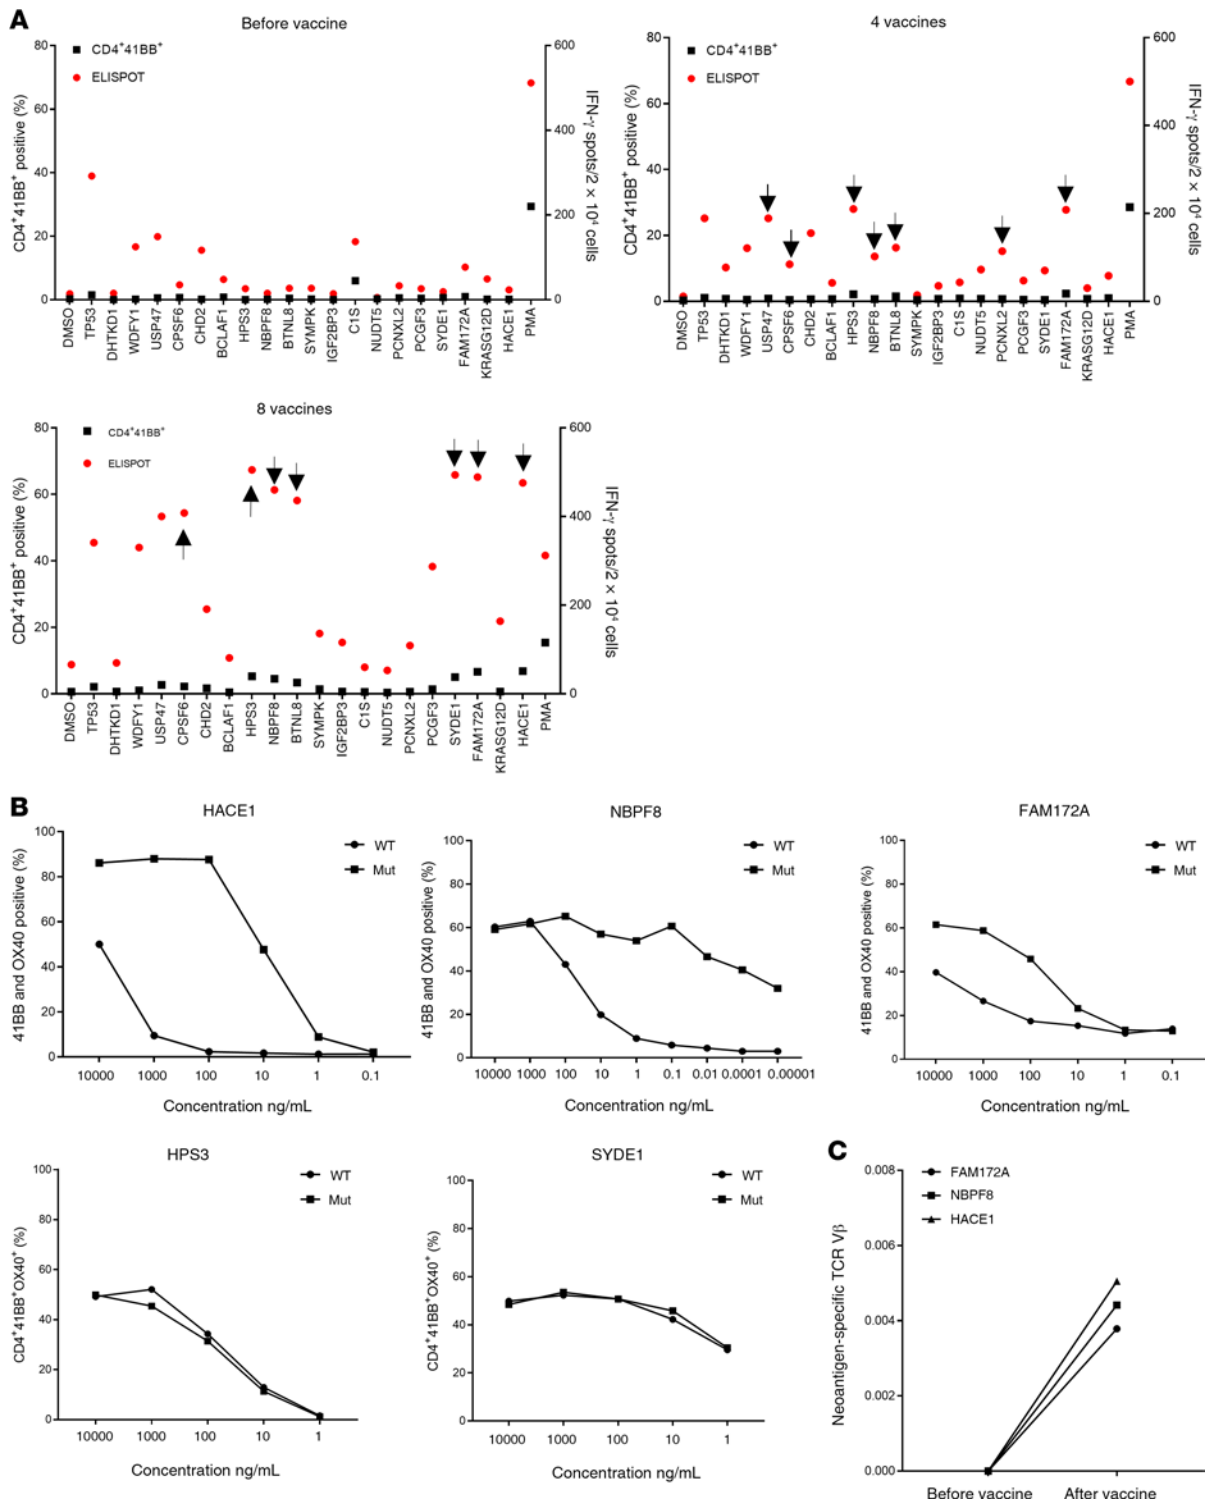 A
Before vaccine
CD4⁺41BB⁺
ELISPOT
CD4⁺41BB⁺ positive (%)
80
60
40
20
0
600
400
200
0
IFN-γ spots/2 × 10⁴ cells
DMSO
TP53
DHTKD1
WDFY1
USP47
CPSF6
CHD2
BCLAF1
HPS3
NBPF8
BTNL8
SYMPK
IGF2BP3
C1S
NUDT5
PCNXL2
PCGF3
SYDE1
FAM172A
KRASG12D
HACE1
PMA
4 vaccines
CD4⁺41BB⁺
ELISPOT
CD4⁺41BB⁺ positive (%)
80
60
40
20
0
600
400
200
0
IFN-γ spots/2 × 10⁴ cells
DMSO
TP53
DHTKD1
WDFY1
USP47
CPSF6
CHD2
BCLAF1
HPS3
NBPF8
BTNL8
SYMPK
IGF2BP3
C1S
NUDT5
PCNXL2
PCGF3
SYDE1
FAM172A
KRASG12D
HACE1
PMA
8 vaccines
CD4⁺41BB⁺
ELISPOT
CD4⁺41BB⁺ positive (%)
80
60
40
20
0
600
400
200
0
IFN-γ spots/2 × 10⁴ cells
DMSO
TP53
DHTKD1
WDFY1
USP47
CPSF6
CHD2
BCLAF1
HPS3
NBPF8
BTNL8
SYMPK
IGF2BP3
C1S
NUDT5
PCNXL2
PCGF3
SYDE1
FAM172A
KRASG12D
HACE1
PMA
B
HACE1
WT
Mut
41BB and OX40 positive (%)
100
80
60
40
20
0
10000 1000 100 10 1 0.1
Concentration ng/mL
NBPF8
WT
Mut
41BB and OX40 positive (%)
100
80
60
40
20
0
10000 1000 100 10 1 0.1 0.01 0.0001 0.00001
Concentration ng/mL
FAM172A
WT
Mut
41BB and OX40 positive (%)
100
80
60
40
20
0
10000 1000 100 10 1 0.1
Concentration ng/mL
HPS3
WT
Mut
CD4⁺41BB⁺OX40⁺ (%)
100
80
60
40
20
0
10000 1000 100 10 1
Concentration ng/mL
SYDE1
WT
Mut
CD4⁺41BB⁺OX40⁺ (%)
100
80
60
40
20
0
10000 1000 100 10 1
Concentration ng/mL
C
FAM172A
NBPF8
HACE1
Neoantigen-specific TCR Vβ
0.008
0.006
0.004
0.002
0.000
Before vaccine After vaccine